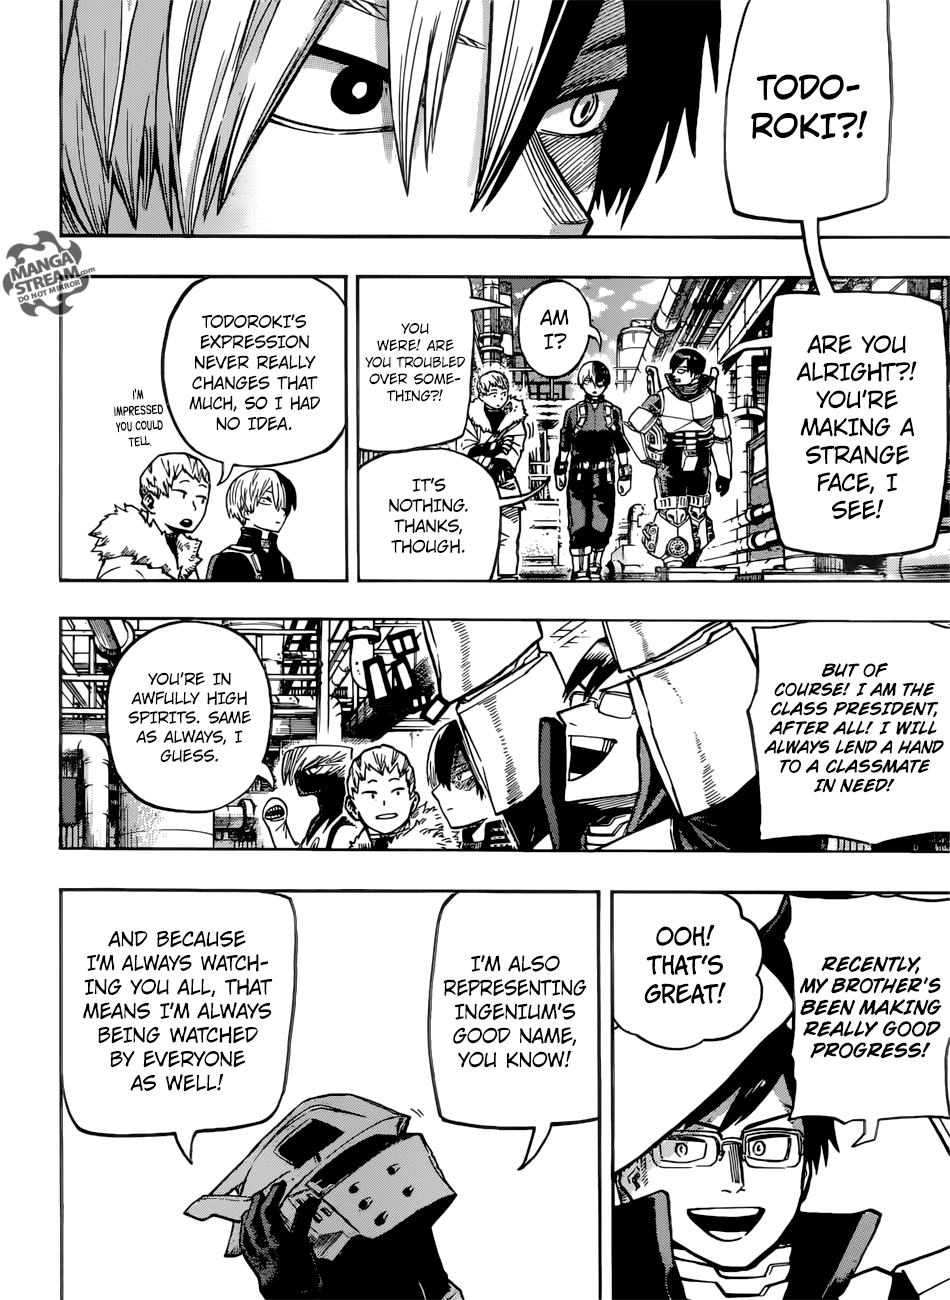 TODO-
ROKI?!
ARE YOU
ALRIGHT?!
YOU'RE
MAKING A
STRANGE
FACE, I
SEE!
AM
I?
YOU
WERE! ARE
YOU TROUBLED
OVER SOME-
THING?!
IT'S
NOTHING.
THANKS,
THOUGH.
TODOROKI'S
EXPRESSION
NEVER REALLY
CHANGES THAT
MUCH, SO I HAD
NO IDEA.
I'M
IMPRESSED
YOU COULD
TELL.
MANGA
STREAM.com
DO NOT MIRROR
BUT OF
COURSE! I AM THE
CLASS PRESIDENT,
AFTER ALL! I WILL
ALWAYS LEND A HAND
TO A CLASSMATE
IN NEED!
YOU'RE IN
AWFULLY HIGH
SPIRITS. SAME
AS ALWAYS, I
GUESS.
RECENTLY,
MY BROTHER'S
BEEN MAKING
REALLY GOOD
PROGRESS!
OOH!
THAT'S
GREAT!
I'M ALSO
REPRESENTING
INGENIUM'S
GOOD NAME,
YOU KNOW!
AND BECAUSE
I'M ALWAYS WATCH-
ING YOU ALL, THAT
MEANS I'M ALWAYS
BEING WATCHED
BY EVERYONE
AS WELL!